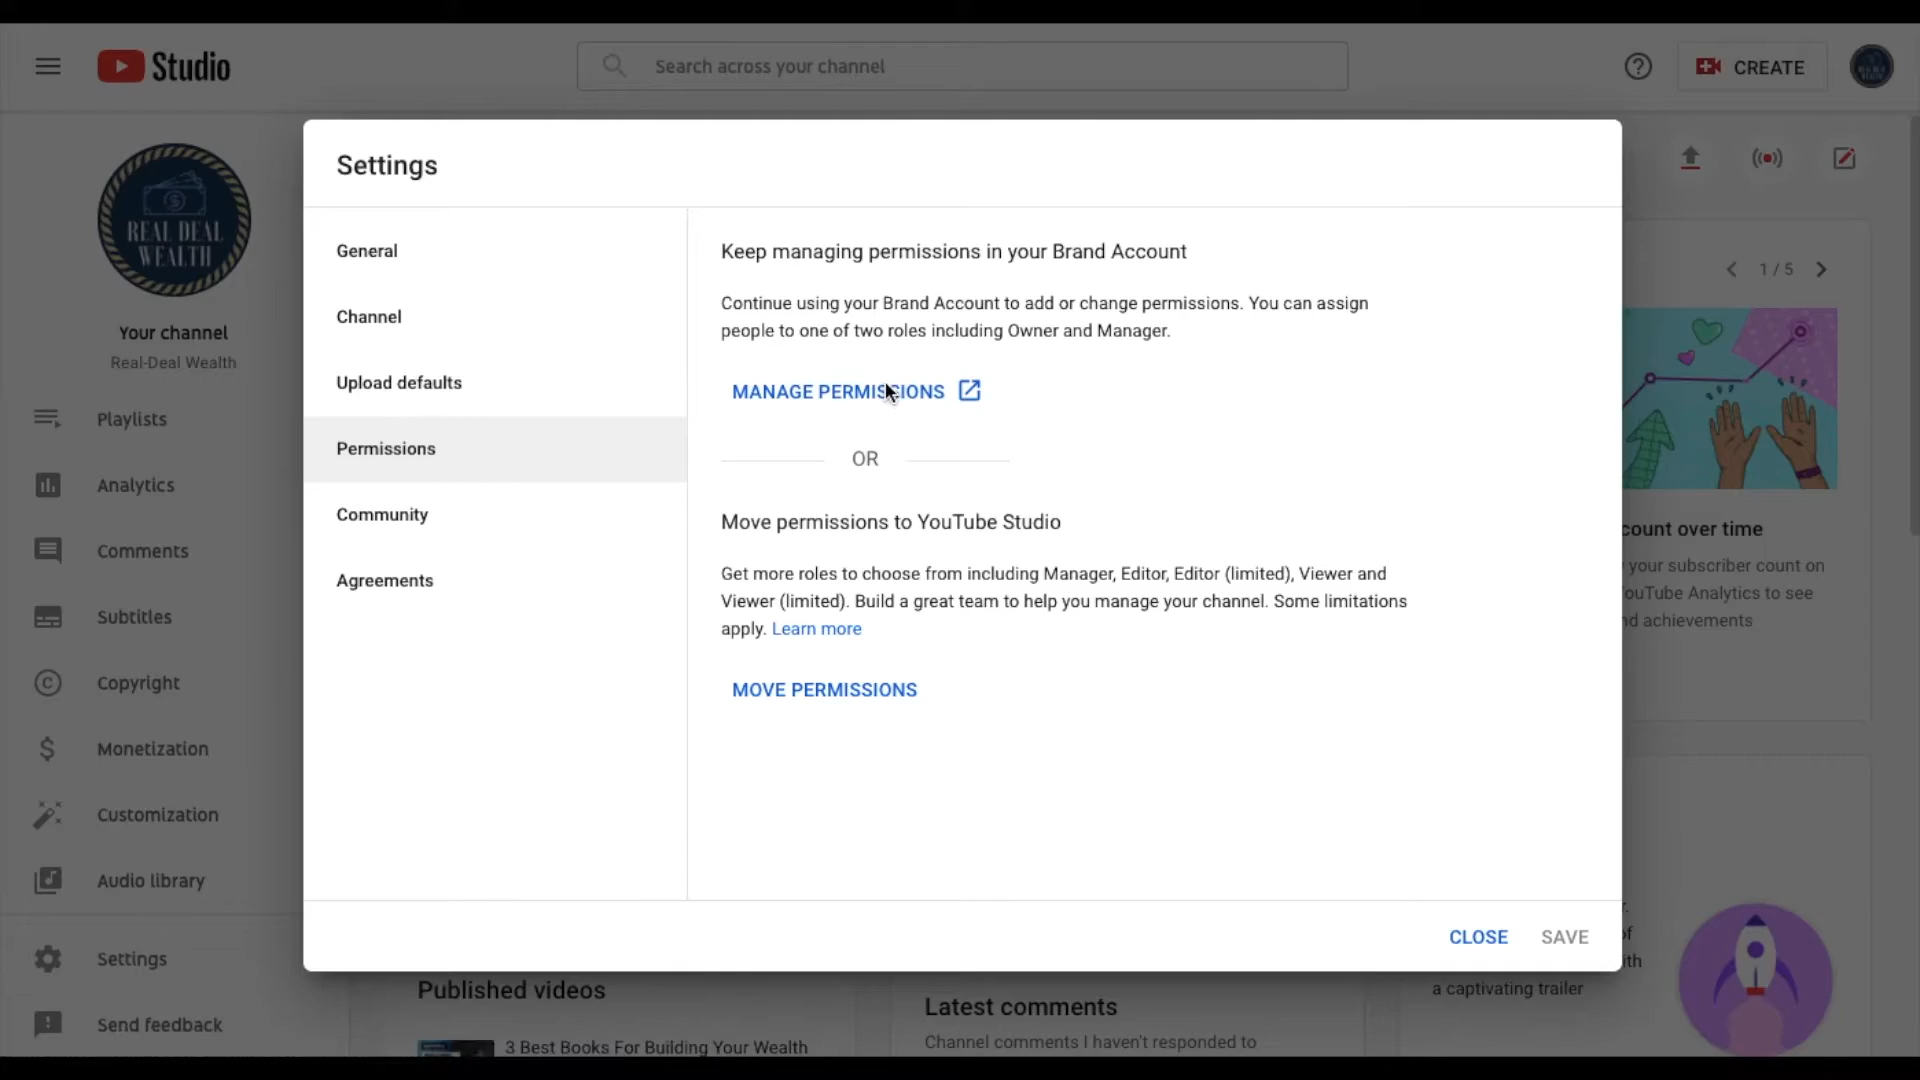 Studio
Search across your channel
CREATE
REAL DEAL
WEALTH
Your channel
Real-Deal Wealth
Playlists
Analytics
Comments
Subtitles
Copyright
Monetization
Customization
Audio library
Settings
Send feedback
Settings
General
Channel
Upload defaults
Permissions
Community
Agreements
Keep managing permissions in your Brand Account
Continue using your Brand Account to add or change permissions. You can assign
people to one of two roles including Owner and Manager.
MANAGE PERMISSIONS
OR
Move permissions to YouTube Studio
Get more roles to choose from including Manager, Editor, Editor (limited), Viewer and
Viewer (limited). Build a great team to help you manage your channel. Some limitations
apply. Learn more
MOVE PERMISSIONS
CLOSE SAVE
1 / 5
count over time
your subscriber count on
YouTube Analytics to see
nd achievements
of
ith
a captivating trailer
Published videos
3 Best Books For Building Your Wealth
Latest comments
Channel comments I haven't responded to